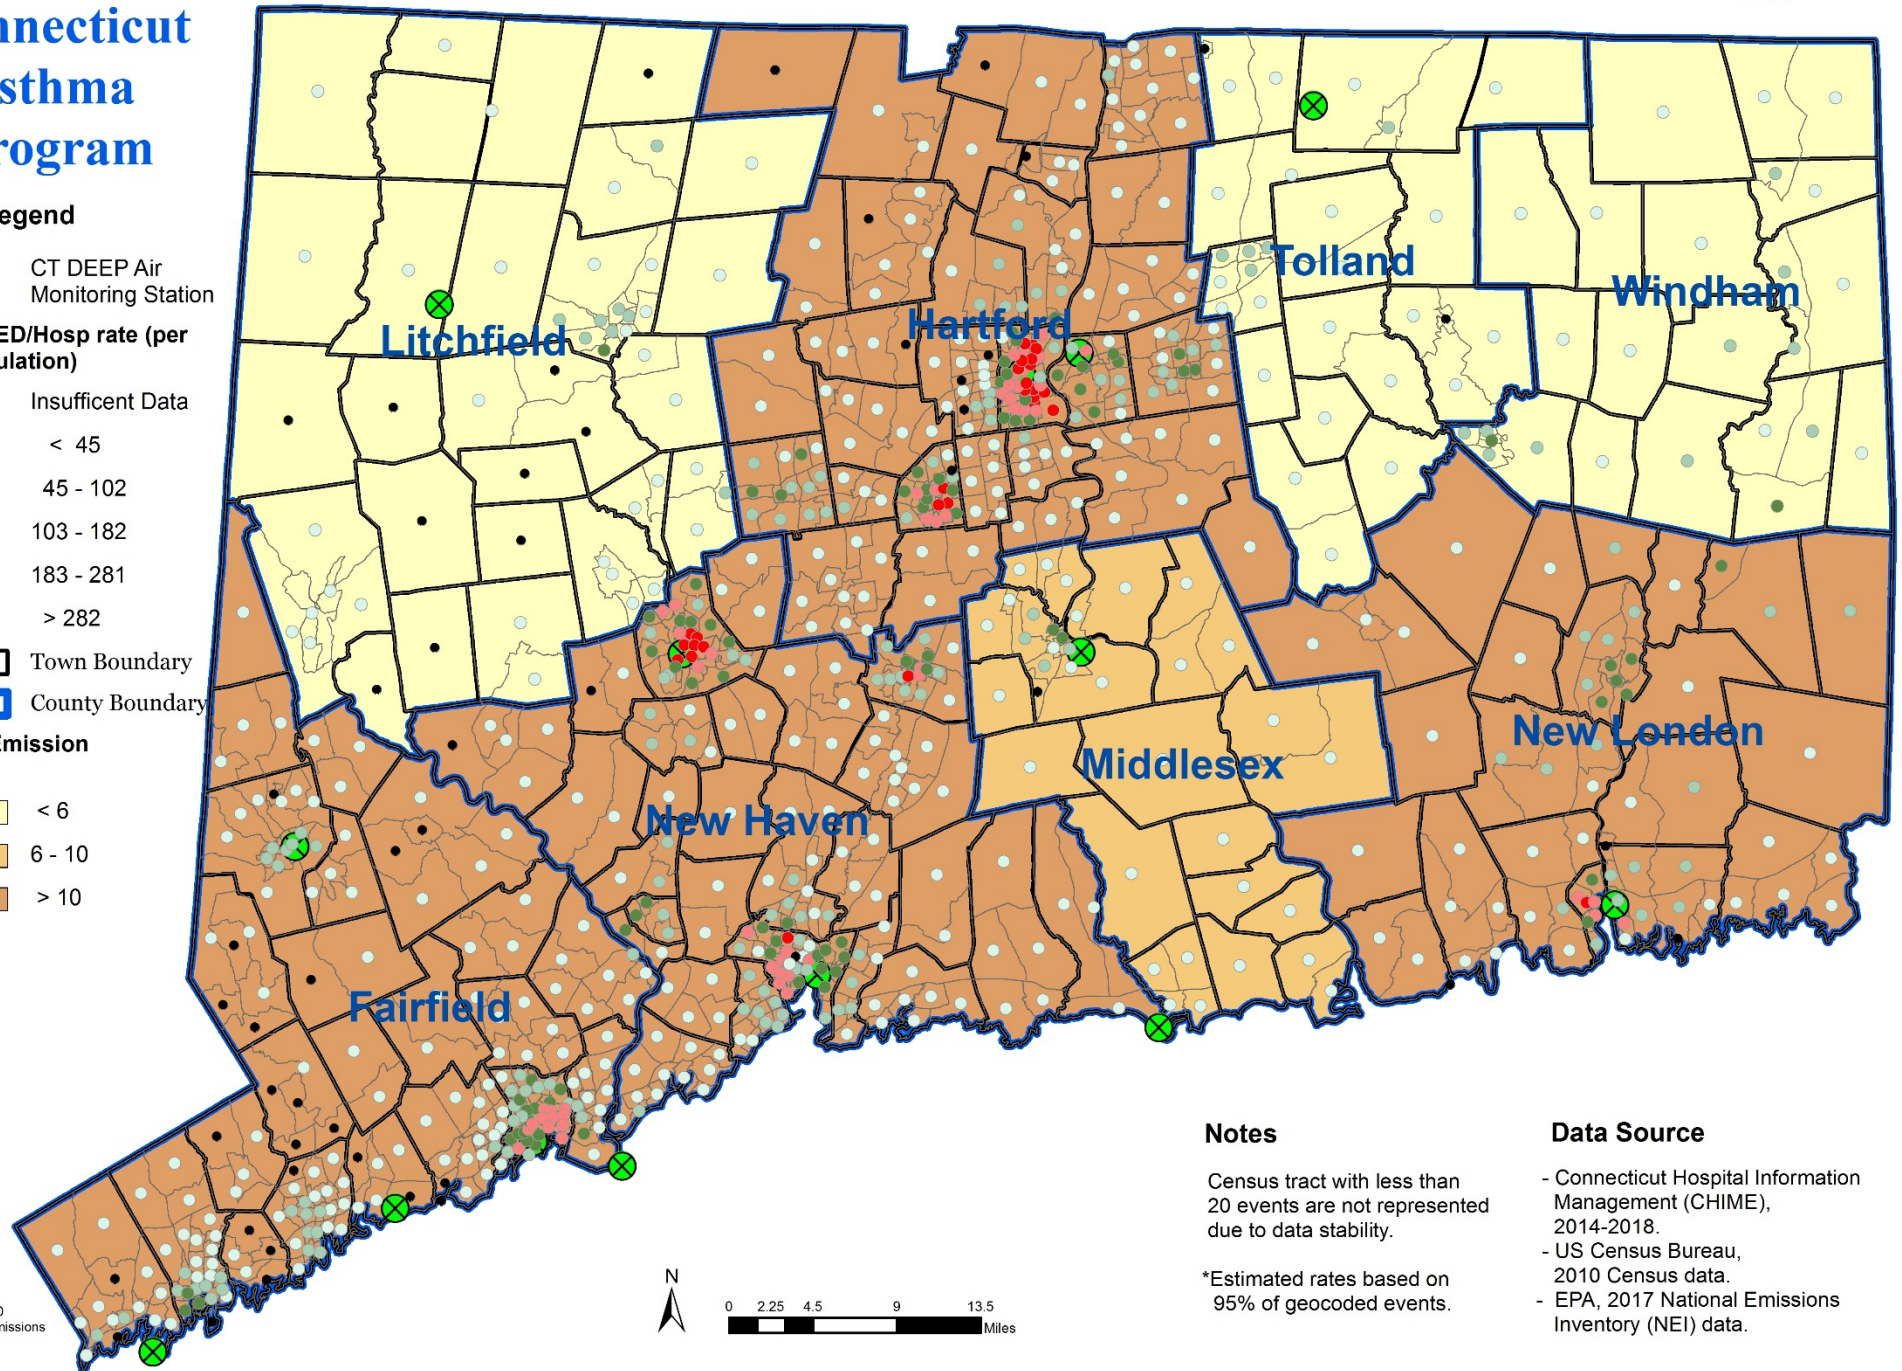 nnecticut
sthma
rogram
egend
CT DEEP Air
Monitoring Station
ED/Hosp rate (per
ulation)
Insufficent Data
< 45
45 - 102
103 - 182
183 - 281
> 282
Town Boundary
County Boundary
Emission
< 6
6 - 10
> 10
missions
Litchfield
Hartford
Tolland
Windham
New Haven
Middlesex
New London
Fairfield
N
0 2.25 4.5 9 13.5
Miles
Notes
Census tract with less than
20 events are not represented
due to data stability.
*Estimated rates based on
95% of geocoded events.
Data Source
- Connecticut Hospital Information
Management (CHIME),
2014-2018.
- US Census Bureau,
2010 Census data.
- EPA, 2017 National Emissions
Inventory (NEI) data.